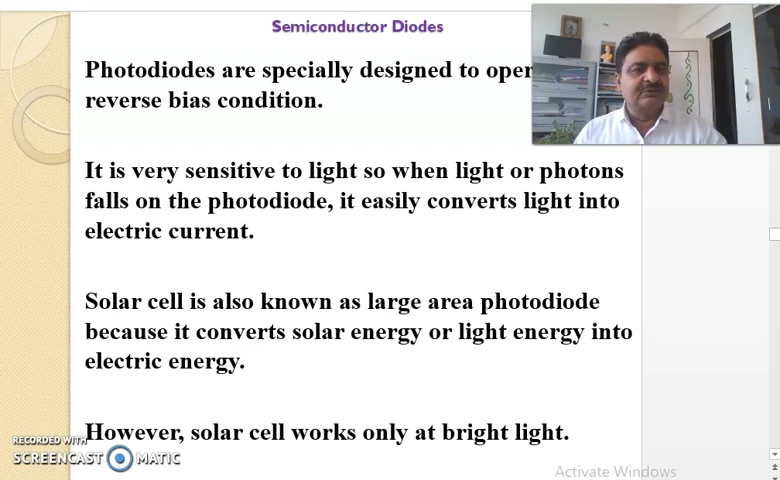 Semiconductor Diodes
Photodiodes are specially designed to oper
reverse bias condition.
It is very sensitive to light so when light or photons
falls on the photodiode, it easily converts light into
electric current.
Solar cell is also known as large area photodiode
because it converts solar energy or light energy into
electric energy.
However, solar cell works only at bright light.
RECORDED WITH
SCREENCAST MATIC
Activate Windows